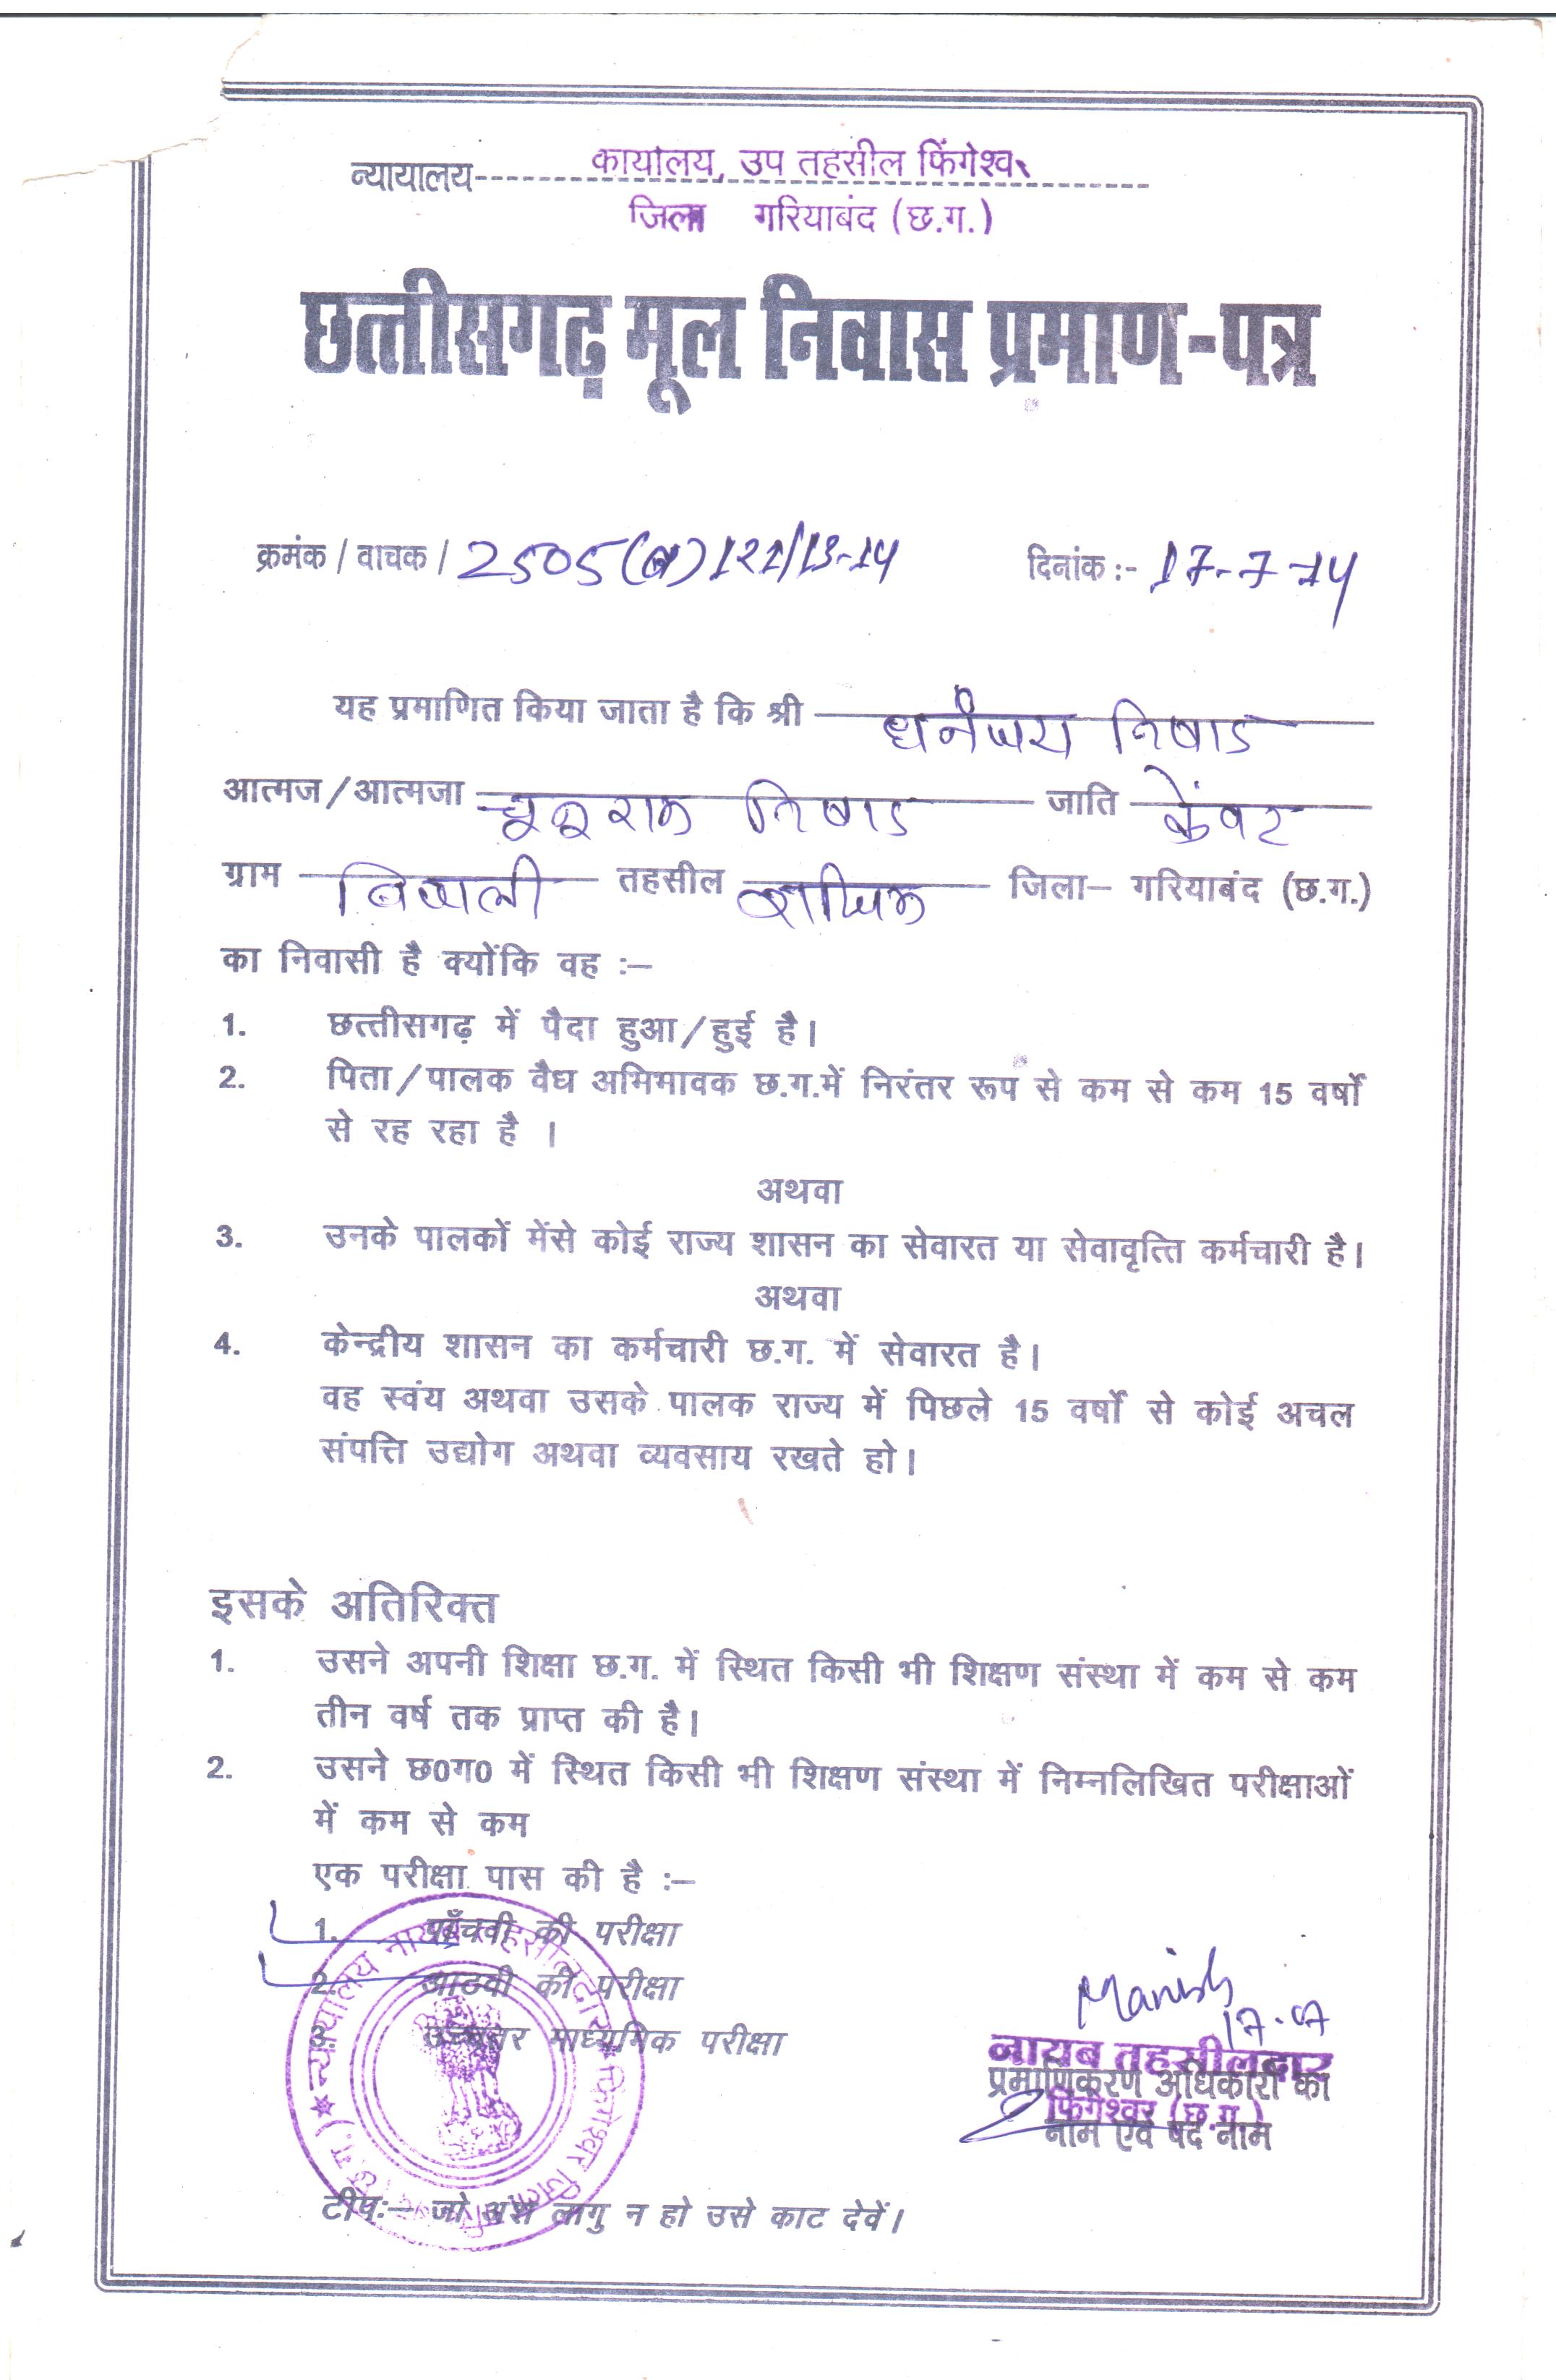 न्यायालय कार्यालय, उप तहसील फिंगेश्वर
जिला गरियाबंद (छ.ग.)
छत्तीसगढ़ मूल निवास प्रमाण-पत्र
क्रमंक / वाचक / 2505(ब)121/13-14 दिनांक :- 17-7-14
यह प्रमाणित किया जाता है कि श्री धनंजय निषाद
आत्मज/आत्मजा निषाद जाति केंवट
ग्राम तहसील राजिम जिला– गरियाबंद (छ.ग.)
का निवासी है क्योंकि वह :–
1. छत्तीसगढ़ में पैदा हुआ/हुई है।
2. पिता/पालक वैध अभिभावक छ.ग.में निरंतर रूप से कम से कम 15 वर्षो
से रह रहा है ।
अथवा
3. उनके पालकों मेंसे कोई राज्य शासन का सेवारत या सेवावृत्ति कर्मचारी है।
अथवा
4. केन्द्रीय शासन का कर्मचारी छ.ग. में सेवारत है।
वह स्वंय अथवा उसके पालक राज्य में पिछले 15 वर्षो से कोई अचल
संपत्ति उद्योग अथवा व्यवसाय रखते हो।
इसके अतिरिक्त
1. उसने अपनी शिक्षा छ.ग. में स्थित किसी भी शिक्षण संस्था में कम से कम
तीन वर्ष तक प्राप्त की है।
2. उसने छ0ग0 में स्थित किसी भी शिक्षण संस्था में निम्नलिखित परीक्षाओं
में कम से कम
एक परीक्षा पास की है :–
1. पाँचवी की परीक्षा
2. आठवी की परीक्षा
3. उच्चतर माध्यमिक परीक्षा
न्यायालय नायब तहसीलदार फिंगेश्वर जिला (छ.ग.)
Manish
17.07
नायब तहसीलदार
प्रमाणिकरण अधिकारी का
फिंगेश्वर (छ.ग.)
नाम एवं पद नाम
टीप:– जो अंश लागु न हो उसे काट देवें।